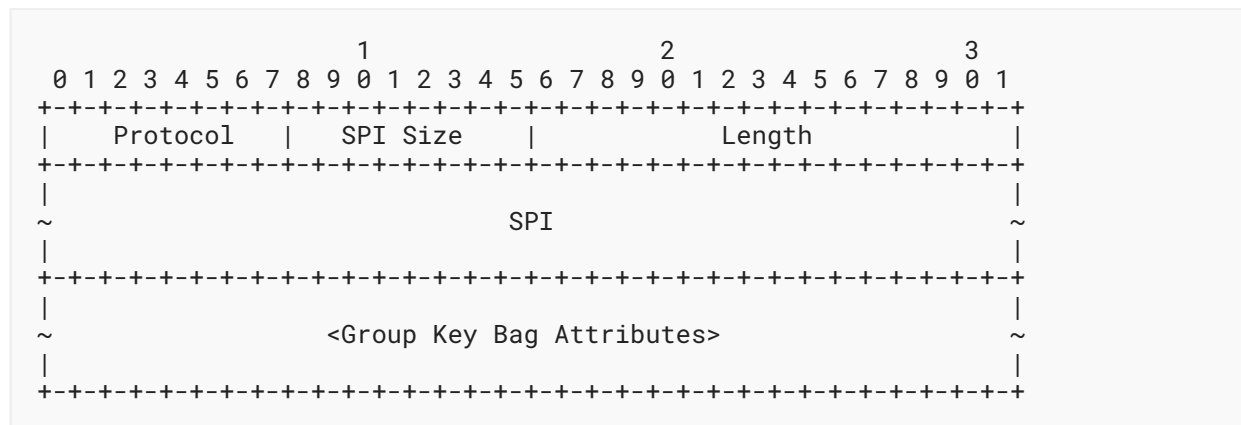 1                   2                   3
 0 1 2 3 4 5 6 7 8 9 0 1 2 3 4 5 6 7 8 9 0 1 2 3 4 5 6 7 8 9 0 1
+-+-+-+-+-+-+-+-+-+-+-+-+-+-+-+-+-+-+-+-+-+-+-+-+-+-+-+-+-+-+-+-+
|    Protocol   |   SPI Size    |            Length             |
+-+-+-+-+-+-+-+-+-+-+-+-+-+-+-+-+-+-+-+-+-+-+-+-+-+-+-+-+-+-+-+-+
|                                                               |
~                              SPI                              ~
|                                                               |
+-+-+-+-+-+-+-+-+-+-+-+-+-+-+-+-+-+-+-+-+-+-+-+-+-+-+-+-+-+-+-+-+
|                                                               |
~                  <Group Key Bag Attributes>                   ~
|                                                               |
+-+-+-+-+-+-+-+-+-+-+-+-+-+-+-+-+-+-+-+-+-+-+-+-+-+-+-+-+-+-+-+-+